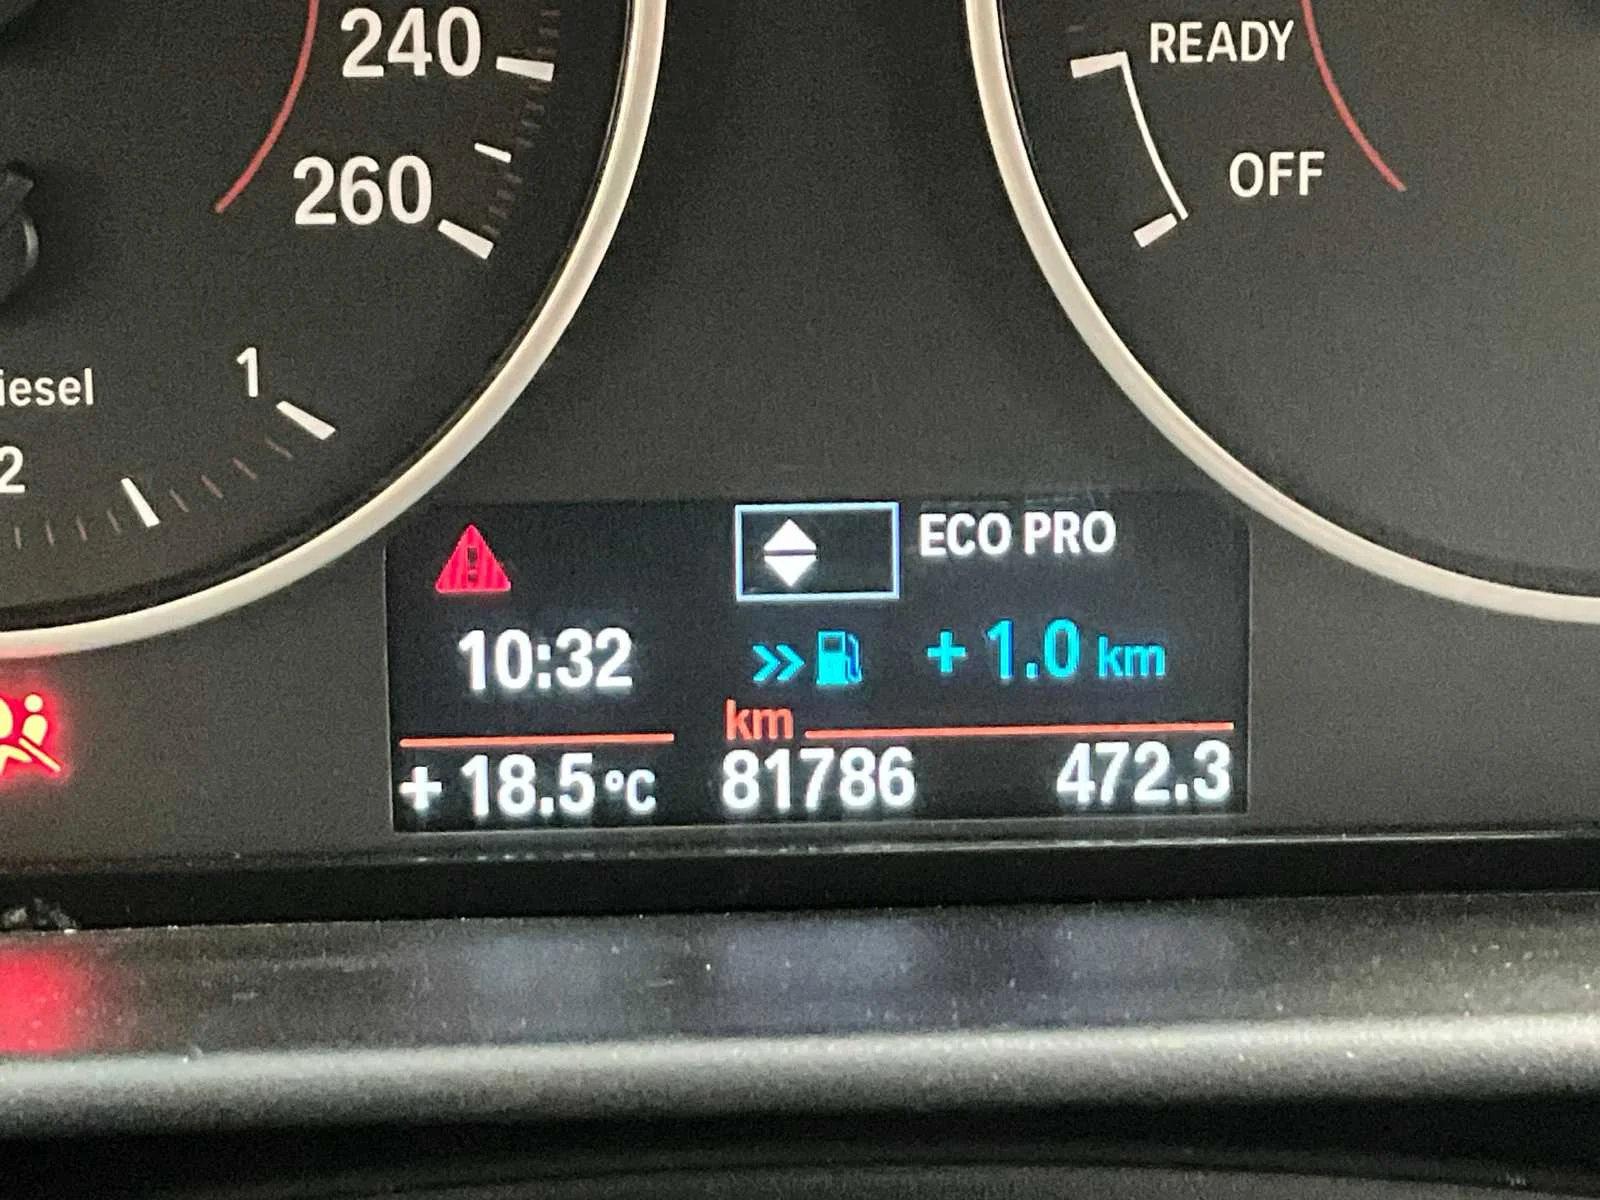 240
260
READY
OFF
iesel
1
2
ECO PRO
10:32
+ 1.0 km
km
+ 18.5 °C
81786
472.3